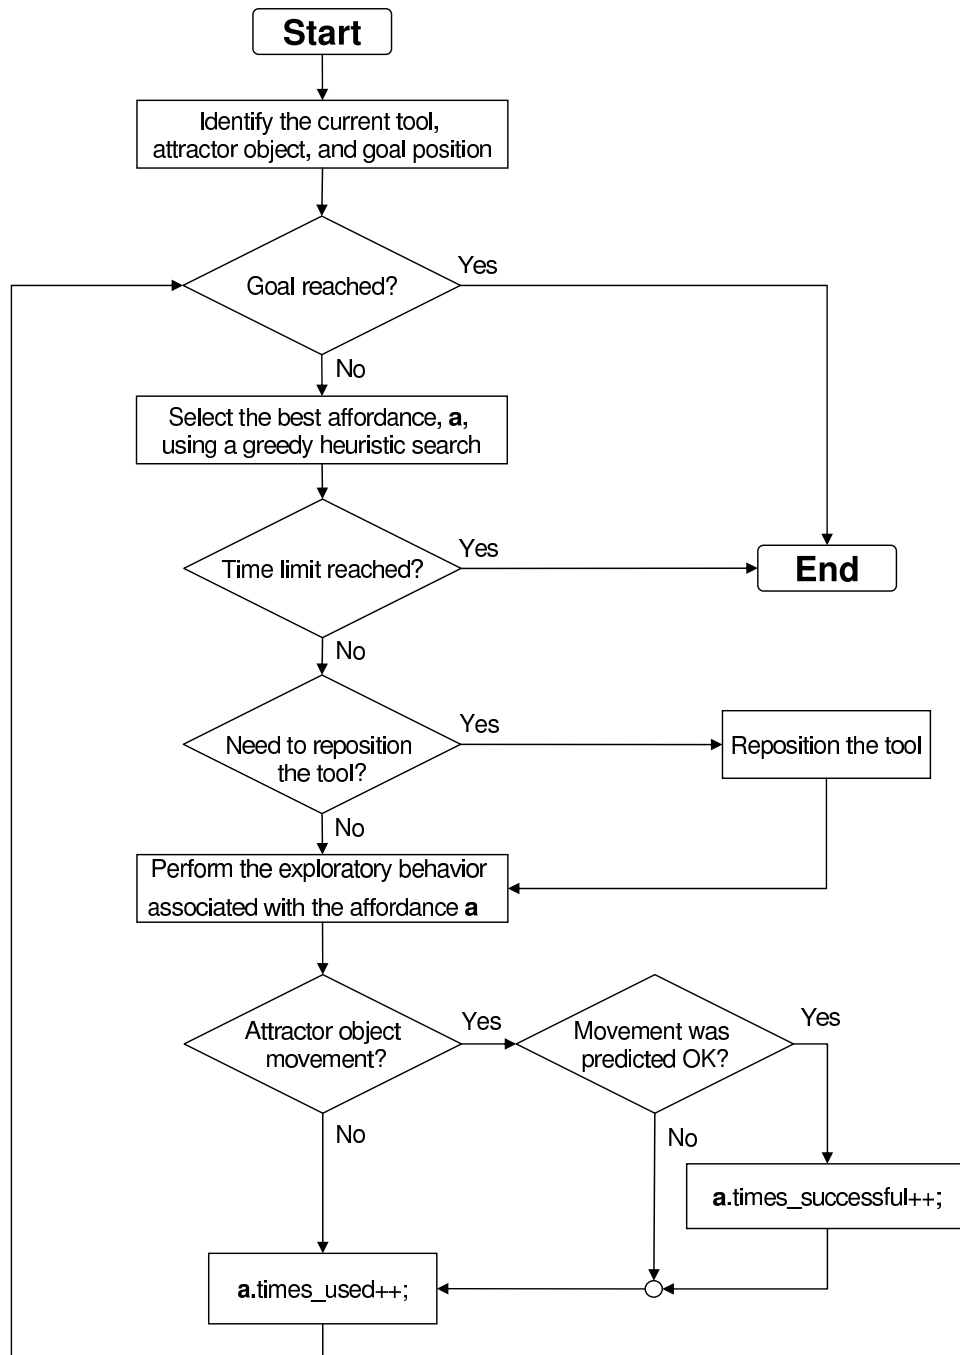 Start
Identify the current tool,
attractor object, and goal position
Goal reached?
Yes
No
Select the best affordance, a,
using a greedy heuristic search
Time limit reached?
Yes
End
No
Need to reposition
the tool?
Yes
Reposition the tool
No
Perform the exploratory behavior
associated with the affordance a
Attractor object
movement?
Yes
Movement was
predicted OK?
Yes
No
No
a.times_successful++;
a.times_used++;